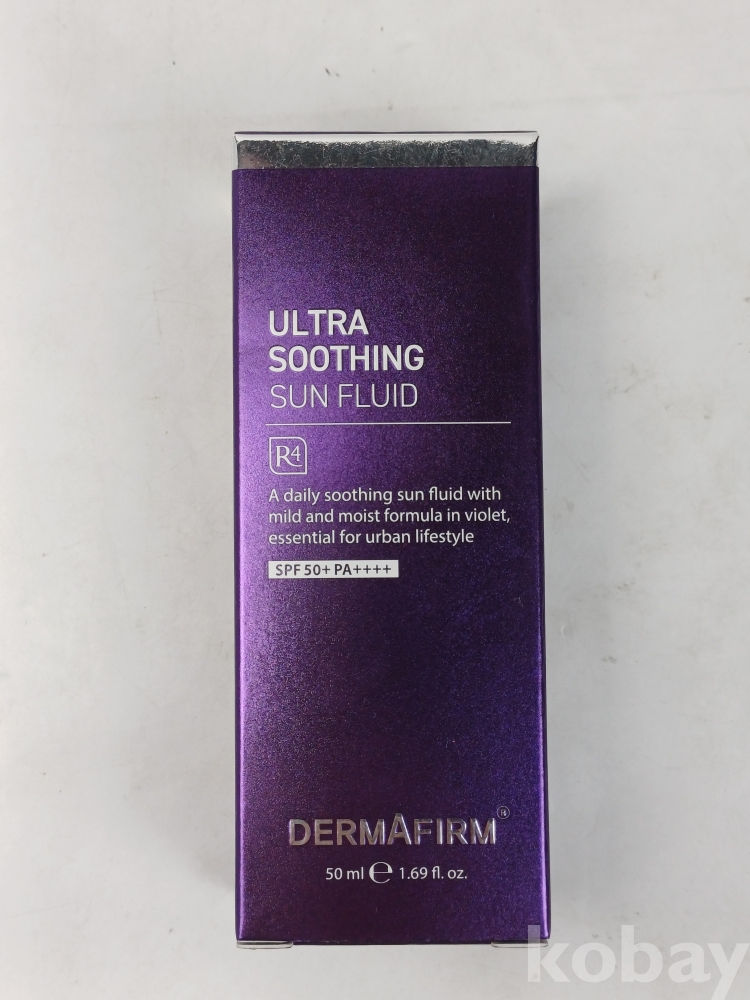 ULTRA
SOOTHING
SUN FLUID
R4
A daily soothing sun fluid with
mild and moist formula in violet,
essential for urban lifestyle
SPF 50+ PA++++
DERMAFIRM®
50 ml ℮ 1.69 fl. oz.
kobay